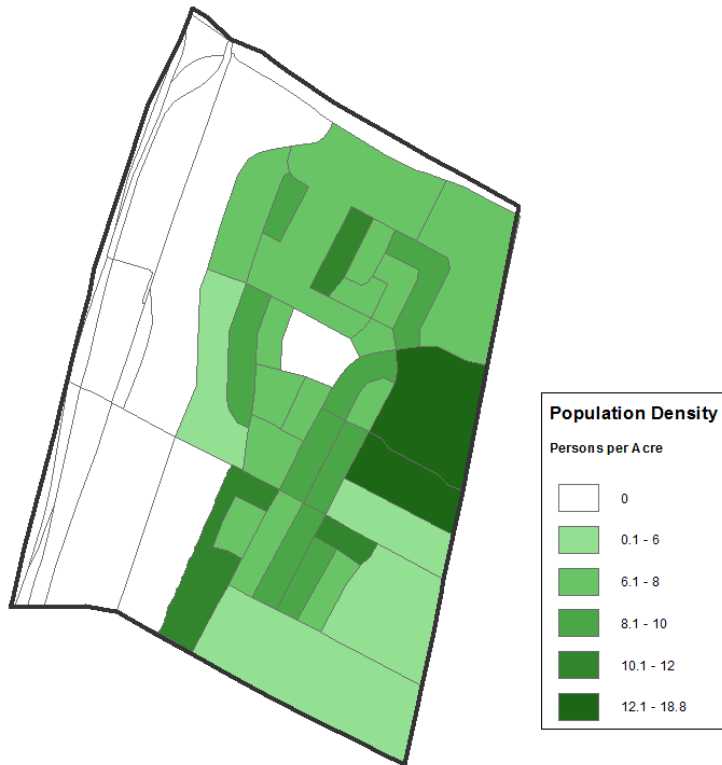 Population Density
Persons per Acre
0
0.1 - 6
6.1 - 8
8.1 - 10
10.1 - 12
12.1 - 18.8